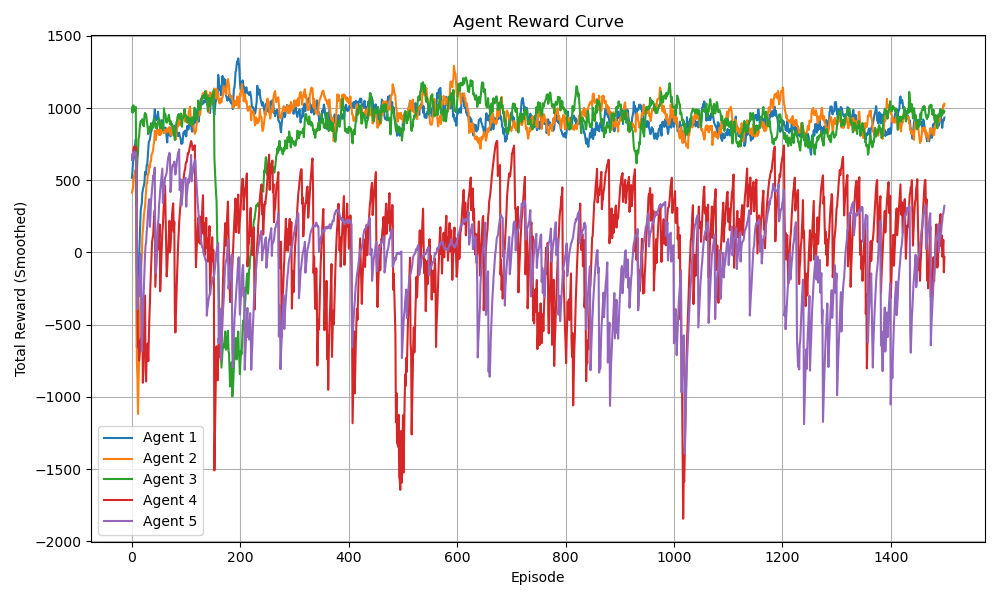 Agent Reward Curve
Total Reward (Smoothed)
1500
1000
500
0
−500
−1000
−1500
−2000
Agent 1
Agent 2
Agent 3
Agent 4
Agent 5
0 200 400 600 800 1000 1200 1400
Episode